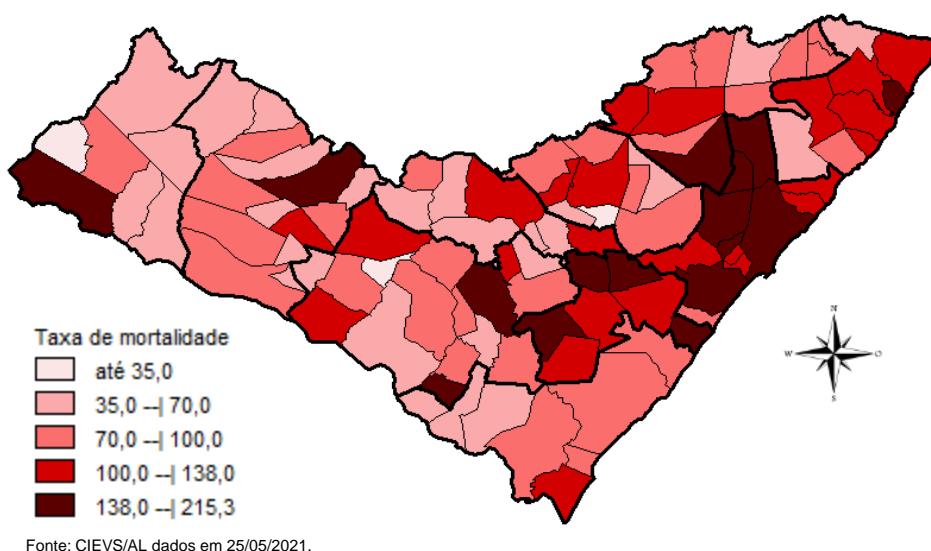 Taxa de mortalidade
até 35,0
35,0 --| 70,0
70,0 --| 100,0
100,0 --| 138,0
138,0 --| 215,3
N
W
O
S
Fonte: CIEVS/AL dados em 25/05/2021.